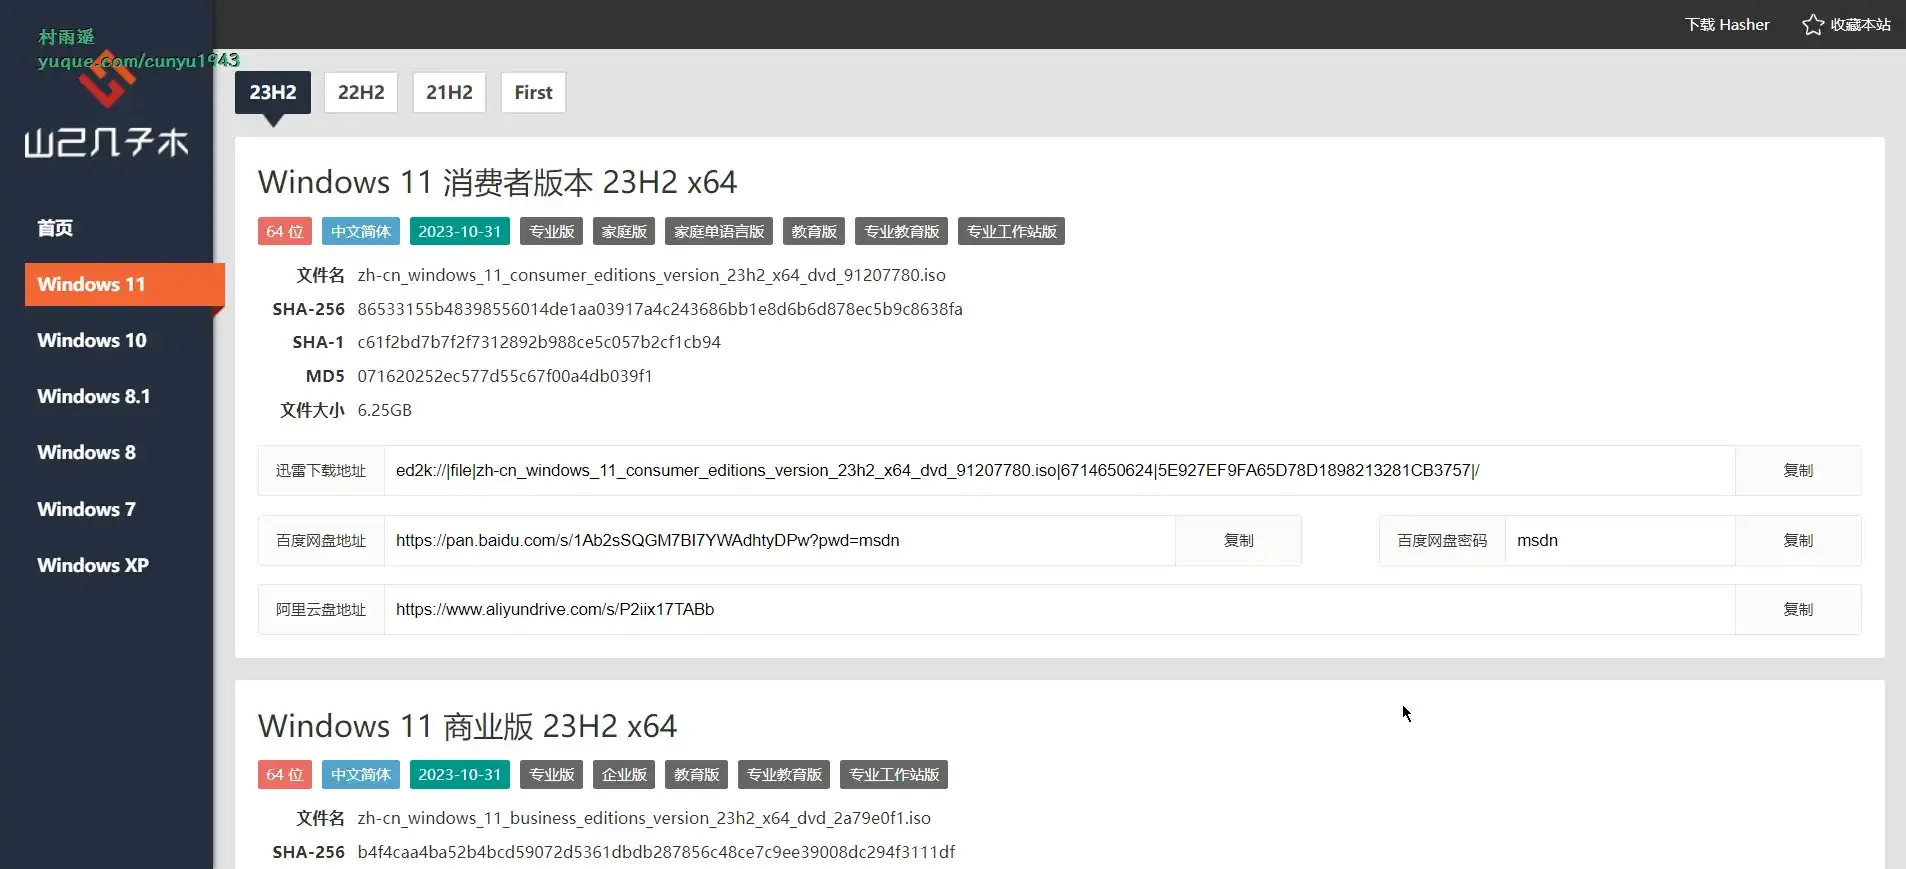 村雨遥
yuque.com/cunyu1943
山己几子木
首页
Windows 11
Windows 10
Windows 8.1
Windows 8
Windows 7
Windows XP
下载 Hasher
收藏本站
23H2
22H2
21H2
First
Windows 11 消费者版本 23H2 x64
64 位 中文简体 2023-10-31 专业版 家庭版 家庭单语言版 教育版 专业教育版 专业工作站版
文件名 zh-cn_windows_11_consumer_editions_version_23h2_x64_dvd_91207780.iso
SHA-256 86533155b48398556014de1aa03917a4c243686bb1e8d6b6d878ec5b9c8638fa
SHA-1 c61f2bd7b7f2f7312892b988ce5c057b2cf1cb94
MD5 071620252ec577d55c67f00a4db039f1
文件大小 6.25GB
迅雷下载地址 ed2k://|file|zh-cn_windows_11_consumer_editions_version_23h2_x64_dvd_91207780.iso|6714650624|5E927EF9FA65D78D1898213281CB3757|/ 复制
百度网盘地址 https://pan.baidu.com/s/1Ab2sSQGM7BI7YWAdhtyDPw?pwd=msdn 复制 百度网盘密码 msdn 复制
阿里云盘地址 https://www.aliyundrive.com/s/P2iix17TABb 复制
Windows 11 商业版 23H2 x64
64 位 中文简体 2023-10-31 专业版 企业版 教育版 专业教育版 专业工作站版
文件名 zh-cn_windows_11_business_editions_version_23h2_x64_dvd_2a79e0f1.iso
SHA-256 b4f4caa4ba52b4bcd59072d5361dbdb287856c48ce7c9ee39008dc294f3111df